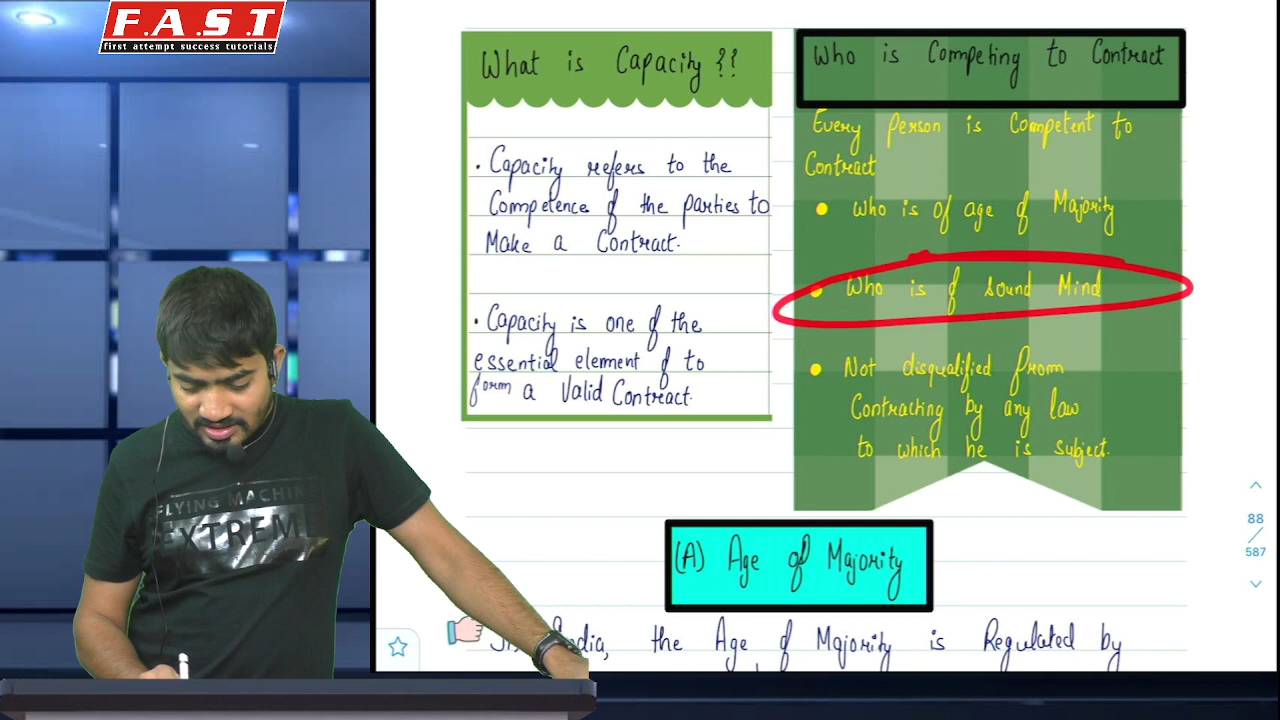 F.A.S.T
first attempt success tutorials
What is Capacity ??
• Capacity refers to the
Competence of the parties to
Make a Contract.
• Capacity is one of the
essential element of to
form a Valid Contract.
Who is Competing to Contract
Every person is Competent to
Contract
• Who is of age of Majority
• Who is of sound Mind
• Not disqualified from
Contracting by any law
to which he is subject.
(A) Age of Majority
India, the Age of Majority is Regulated by
88
587
FLYING MACHINE
EXTREME